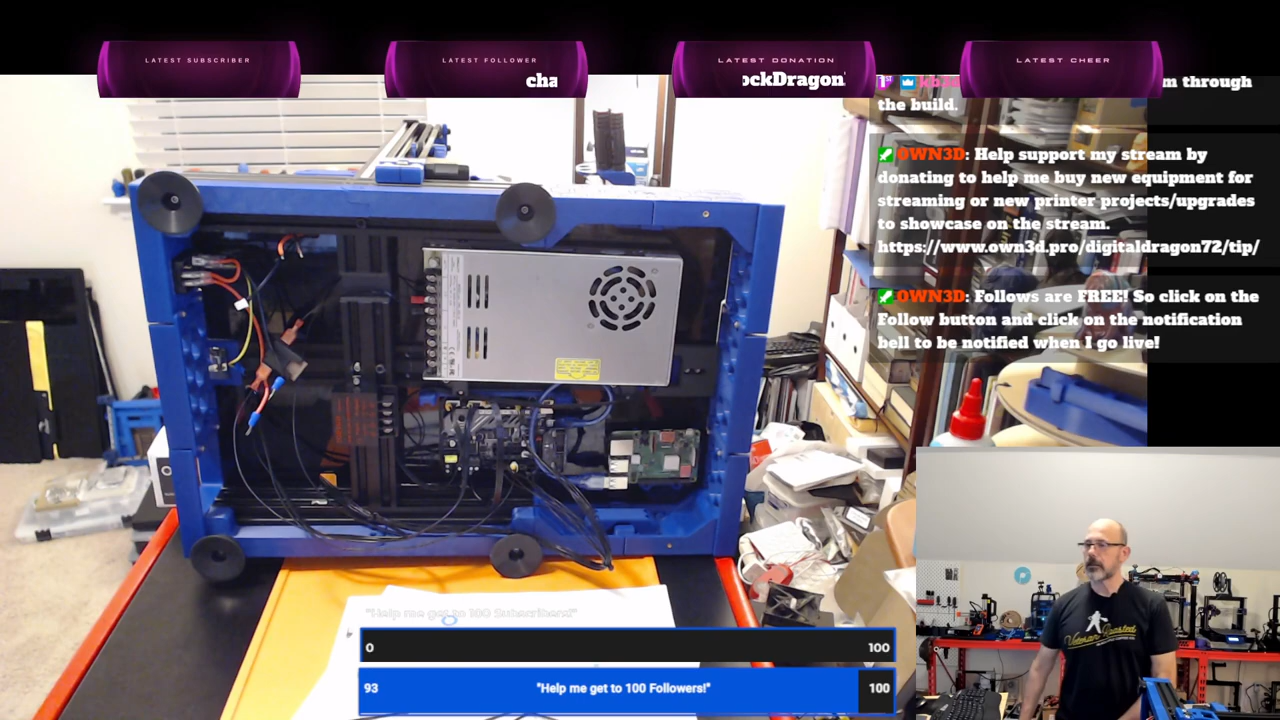 LATEST SUBSCRIBER
LATEST FOLLOWER
cha
LATEST DONATION
ockDragon
LATEST CHEER
m through
the build.
OWN3D: Help support my stream by
donating to help me buy new equipment for
streaming or new printer projects/upgrades
to showcase on the stream.
https://www.own3d.pro/digitaldragon72/tip/
OWN3D: Follows are FREE! So click on the
Follow button and click on the notification
bell to be notified when I go live!
"Help me get to 100 Subscribers!"
0
100
93
"Help me get to 100 Followers!"
100
Veteran Roasted